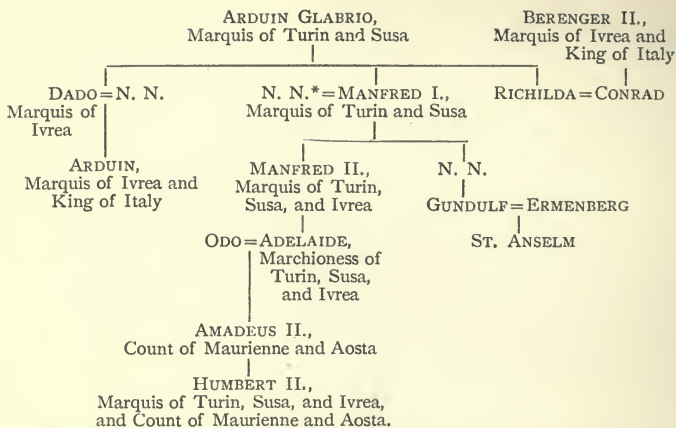 ARDUIN GLABRIO,
Marquis of Turin and Susa
BERENGER II.,
Marquis of Ivrea and
King of Italy
DADO=N. N.
Marquis of
Ivrea
N. N.*=MANFRED I.,
Marquis of Turin and Susa
RICHILDA=CONRAD
ARDUIN,
Marquis of Ivrea and
King of Italy
MANFRED II.,
Marquis of Turin,
Susa, and Ivrea
N. N.
GUNDULF=ERMENBERG
ST. ANSELM
ODO=ADELAIDE,
Marchioness of
Turin, Susa,
and Ivrea
AMADEUS II.,
Count of Maurienne and Aosta
HUMBERT II.,
Marquis of Turin, Susa, and Ivrea,
and Count of Maurienne and Aosta.